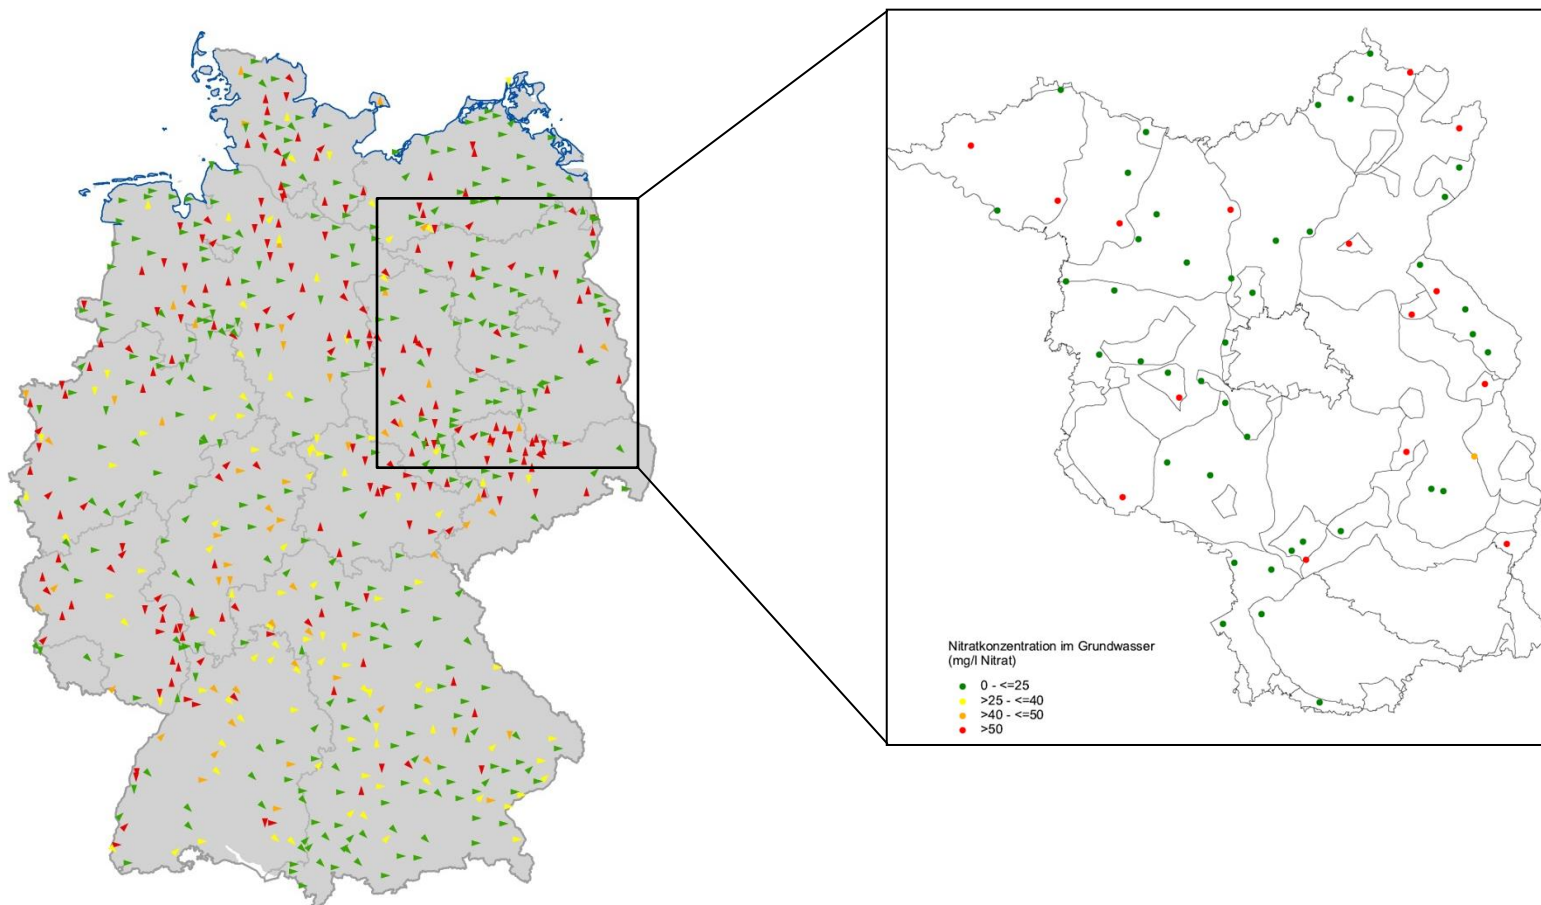 Nitratkonzentration im Grundwasser
(mg/l Nitrat)
0 - <=25
>25 - <=40
>40 - <=50
>50